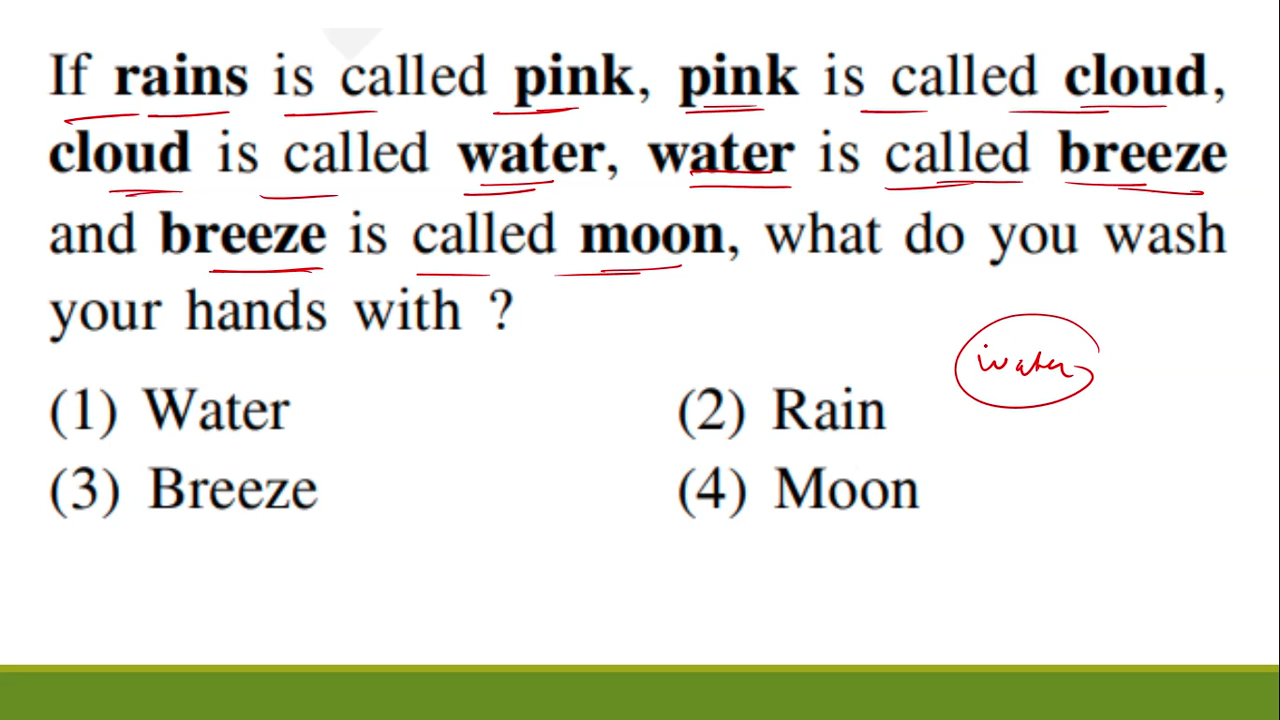 If rains is called pink, pink is called cloud,
cloud is called water, water is called breeze
and breeze is called moon, what do you wash
your hands with ?
water
(1) Water (2) Rain
(3) Breeze (4) Moon